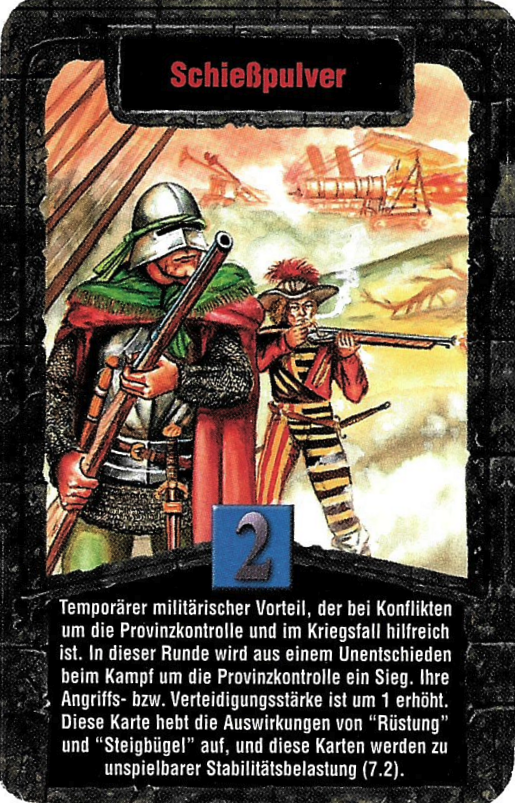 Schießpulver
2
Temporärer militärischer Vorteil, der bei Konflikten
um die Provinzkontrolle und im Kriegsfall hilfreich
ist. In dieser Runde wird aus einem Unentschieden
beim Kampf um die Provinzkontrolle ein Sieg. Ihre
Angriffs- bzw. Verteidigungsstärke ist um 1 erhöht.
Diese Karte hebt die Auswirkungen von “Rüstung”
und “Steigbügel” auf, und diese Karten werden zu
unspielbarer Stabilitätsbelastung (7.2).